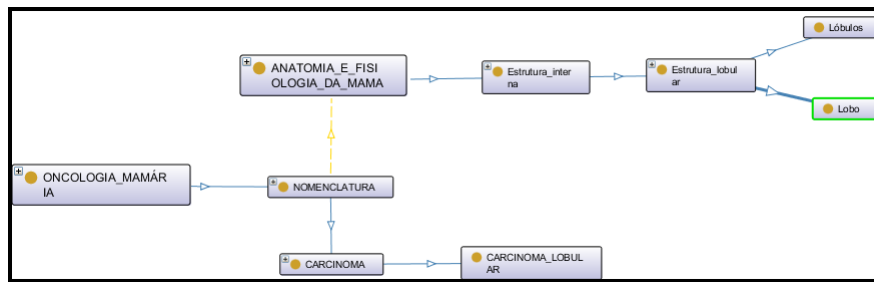 Lóbulos
ANATOMIA_E_FISI
OLOGIA_DA_MAMA
Estrutura_inter
na
Estrutura_lobul
ar
Lobo
ONCOLOGIA_MAMÁR
IA
NOMENCLATURA
CARCINOMA
CARCINOMA_LOBUL
AR